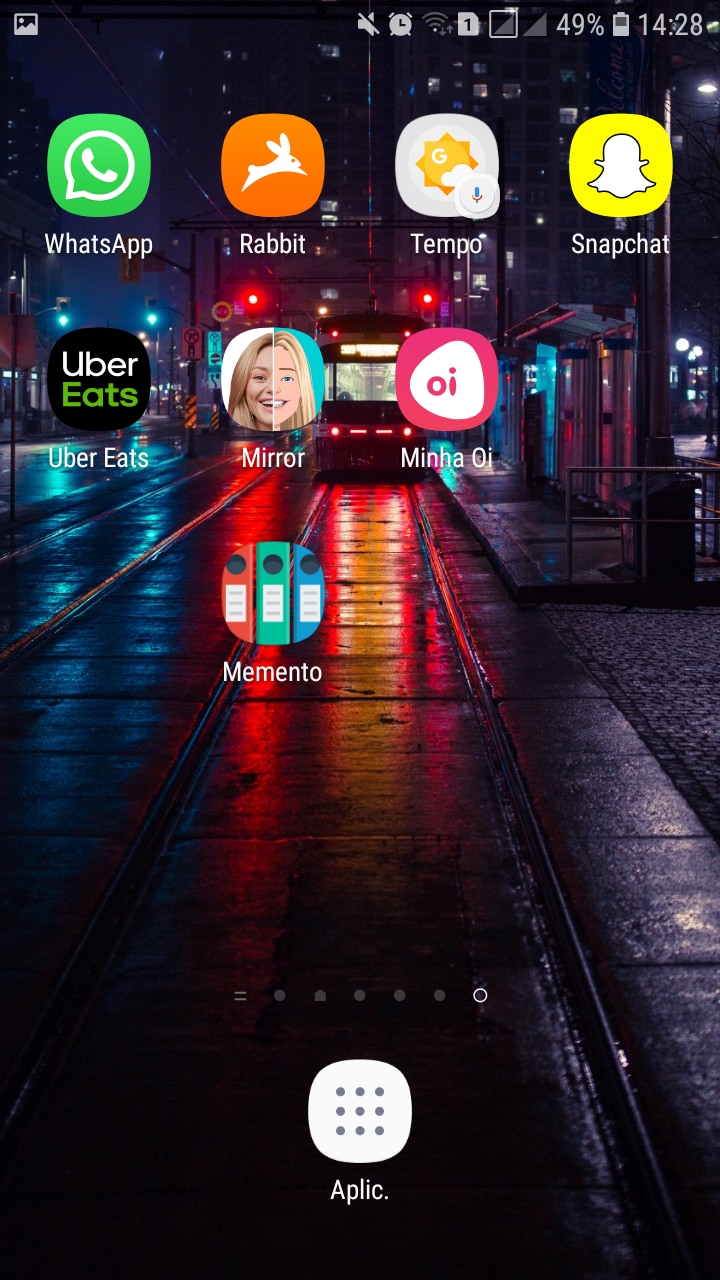 1 49% 14:28
WhatsApp Rabbit Tempo Snapchat
G
Uber
Eats
oi
Uber Eats Mirror Minha Oi
Memento
Aplic.